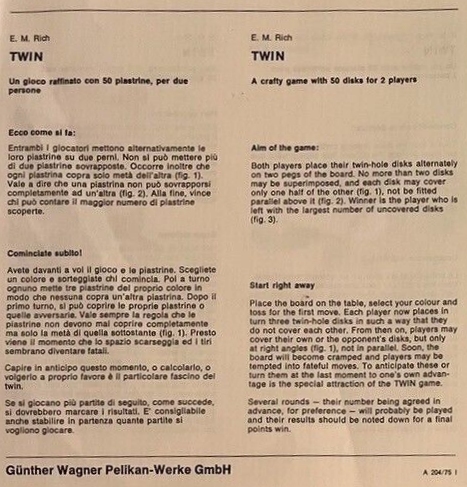 E. M. Rich
TWIN
Un gioco raffinato con 50 piastrine, per due
persone
Ecco come si fa:
Entrambi i giocatori mettono alternativamente le
loro piastrine su due perni. Non si può mettere più
di due piastrine sovrapposte. Occorre inoltre che
ogni piastrina copra solo metà dell'altra (fig. 1).
Vale a dire che una piastrina non può sovrapporsi
completamente ad un'altra (fig. 2). Alla fine, vince
chi può contare il maggior numero di piastrine
scoperte.
Cominciate subito!
Avete davanti a voi il gioco e le piastrine. Scegliete
un colore e sorteggiate chi comincia. Poi a turno
ognuno mette tre piastrine del proprio colore in
modo che nessuna copra un'altra piastrina. Dopo il
primo turno, si può coprire le proprie piastrine o
quelle avversarie. Vale sempre la regola che le
piastrine non devono mai coprire completamente
ma solo la metà di quella sottostante (fig. 1). Presto
viene il momento che lo spazio scarseggia ed i tiri
sembrano diventare fatali.
Capire in anticipo questo momento, o calcolarlo, o
volgerlo a proprio favore è il particolare fascino del
twin.
Se si giocano più partite di seguito, come succede,
si dovrebbero marcare i risultati. E' consigliabile
anche stabilire in partenza quante partite si
vogliono giocare.
E. M. Rich
TWIN
A crafty game with 50 disks for 2 players
Aim of the game:
Both players place their twin-hole disks alternately
on two pegs of the board. No more than two disks
may be superimposed, and each disk may cover
only one half of the other (fig. 1), not be fitted
parallel above it (fig. 2). Winner is the player who is
left with the largest number of uncovered disks
(fig. 3).
Start right away
Place the board on the table, select your colour and
toss for the first move. Each player now places in
turn three twin-hole disks in such a way that they
do not cover each other. From then on, players may
cover their own or the opponent's disks, but only
at right angles (fig. 1), not in parallel. Soon, the
board will become cramped and players may be
tempted into fateful moves. To anticipate these or
turn them at the last moment to one's own advan-
tage is the special attraction of the TWIN game.
Several rounds – their number being agreed in
advance, for preference – will probably be played
and their results should be noted down for a final
points win.
Günther Wagner Pelikan-Werke GmbH
A 204/75 I